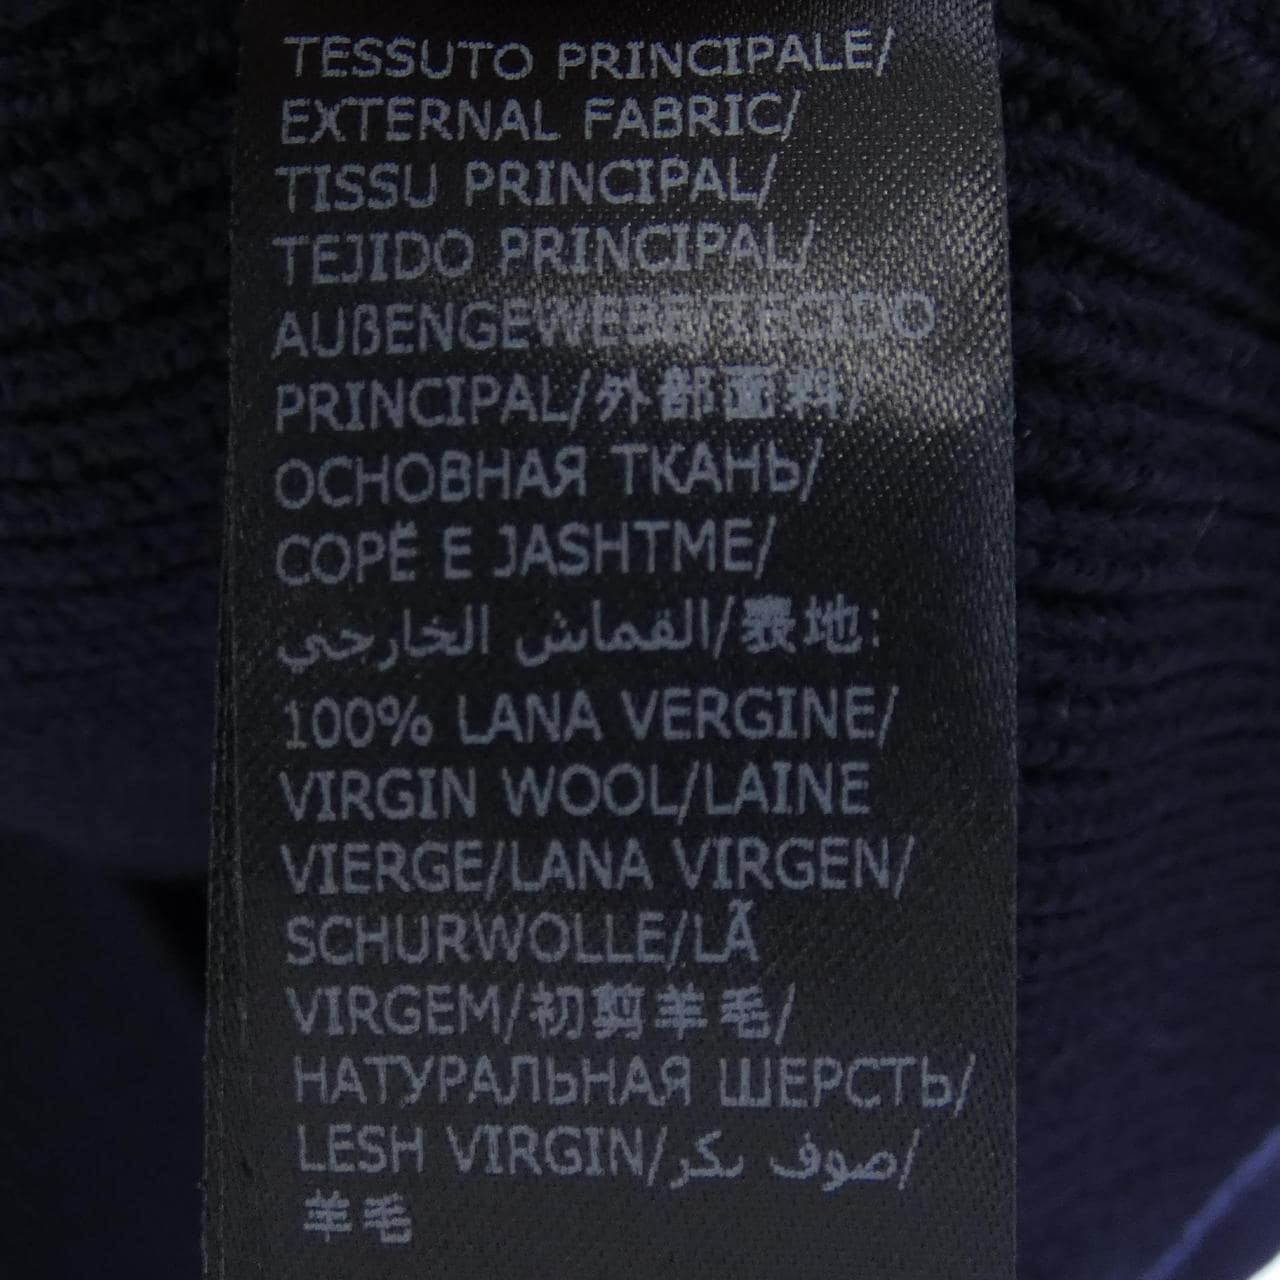 TESSUTO PRINCIPALE/
EXTERNAL FABRIC/
TISSU PRINCIPAL/
TEJIDO PRINCIPAL/
AUßENGEWEBE/TECIDO
PRINCIPAL/外部面料/
ОСНОВНАЯ ТКАНЬ/
COPË E JASHTME/
القماش الخارجي/表地:
100% LANA VERGINE/
VIRGIN WOOL/LAINE
VIERGE/LANA VIRGEN/
SCHURWOLLE/LÃ
VIRGEM/初剪羊毛/
НАТУРАЛЬНАЯ ШЕРСТЬ/
LESH VIRGIN/صوف بكر/
羊毛